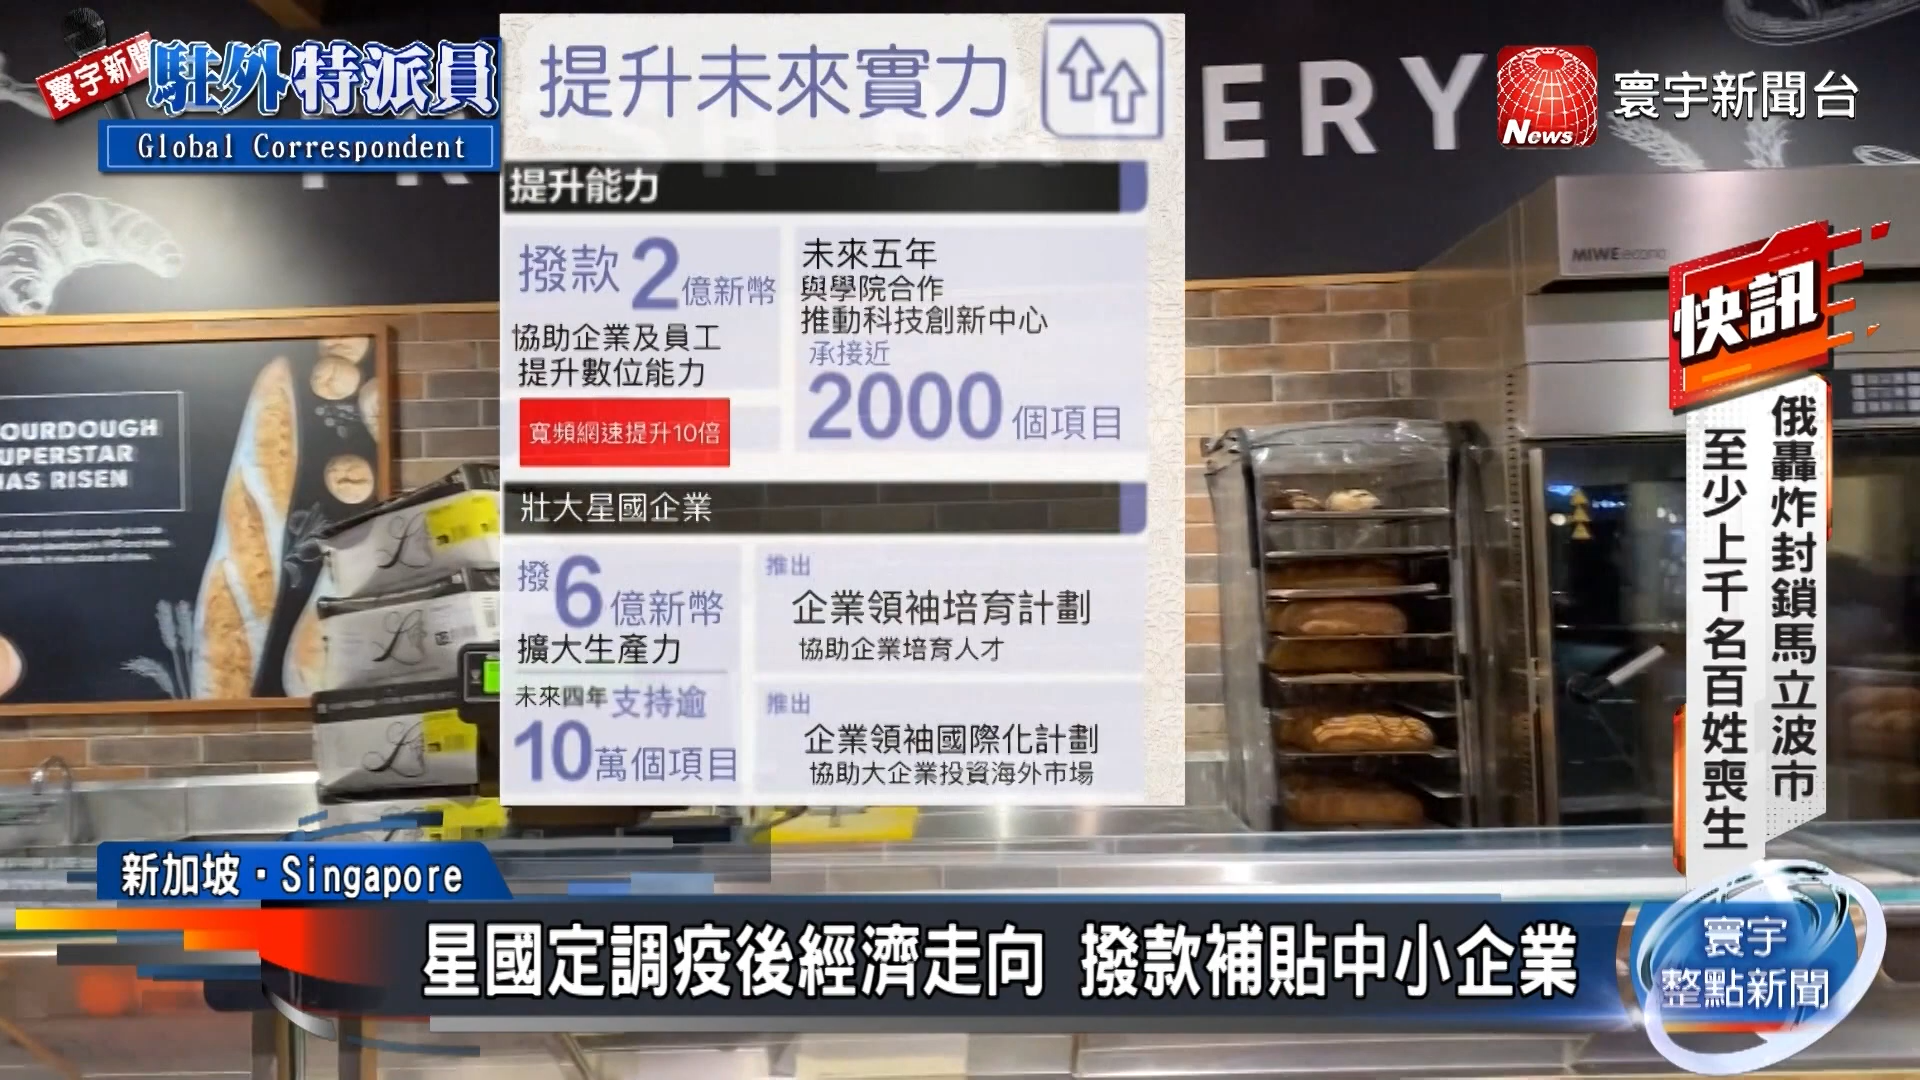 寰宇新聞
駐外特派員
Global Correspondent
提升未來實力
提升能力
撥款2億新幣
協助企業及員工
提升數位能力
寬頻網速提升10倍
未來五年
與學院合作
推動科技創新中心
承接近
2000個項目
壯大星國企業
撥6億新幣
擴大生產力
未來四年支持逾
10萬個項目
推出
企業領袖培育計劃
協助企業培育人才
推出
企業領袖國際化計劃
協助大企業投資海外市場
ERY
News
寰宇新聞台
MIWE econo
快訊
俄轟炸封鎖馬立波市
至少上千名百姓喪生
OURDOUGH
UPERSTAR
HAS RISEN
新加坡·Singapore
星國定調疫後經濟走向 撥款補貼中小企業
寰宇
整點新聞